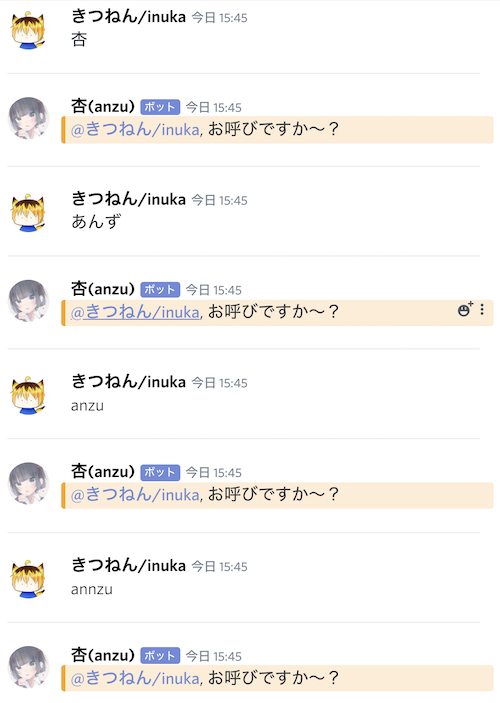 きつねん/inuka 今日 15:45
杏
杏(anzu) ボット 今日 15:45
@きつねん/inuka, お呼びですか〜？
きつねん/inuka 今日 15:45
あんず
杏(anzu) ボット 今日 15:45
@きつねん/inuka, お呼びですか〜？
きつねん/inuka 今日 15:45
anzu
杏(anzu) ボット 今日 15:45
@きつねん/inuka, お呼びですか〜？
きつねん/inuka 今日 15:45
annzu
杏(anzu) ボット 今日 15:45
@きつねん/inuka, お呼びですか〜？